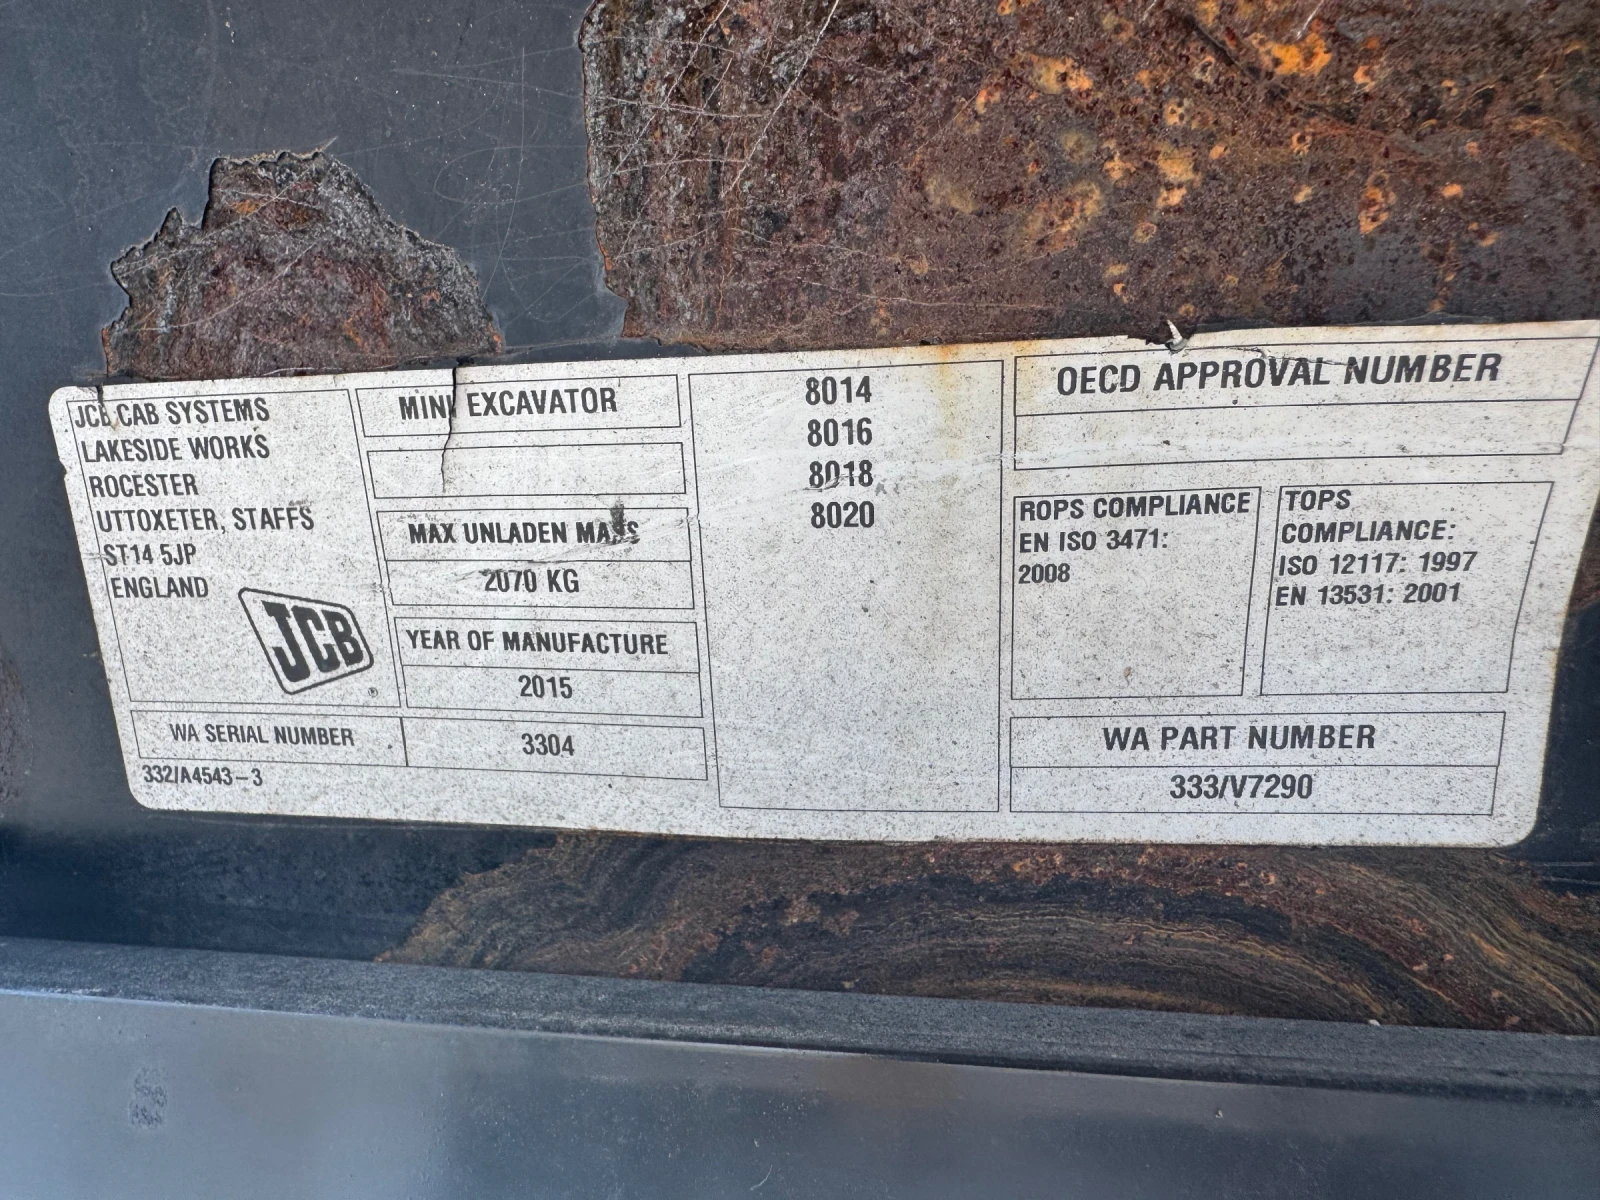 JCB CAB SYSTEMS
LAKESIDE WORKS
ROCESTER
UTTOXETER, STAFFS
ST14 5JP
ENGLAND
JCB
®
WA SERIAL NUMBER
3304
332/A4543-3
MINI EXCAVATOR
MAX UNLADEN MASS
2070 KG
YEAR OF MANUFACTURE
2015
8014
8016
8018
8020
OECD APPROVAL NUMBER
ROPS COMPLIANCE
EN ISO 3471:
2008
TOPS
COMPLIANCE:
ISO 12117: 1997
EN 13531: 2001
WA PART NUMBER
333/V7290